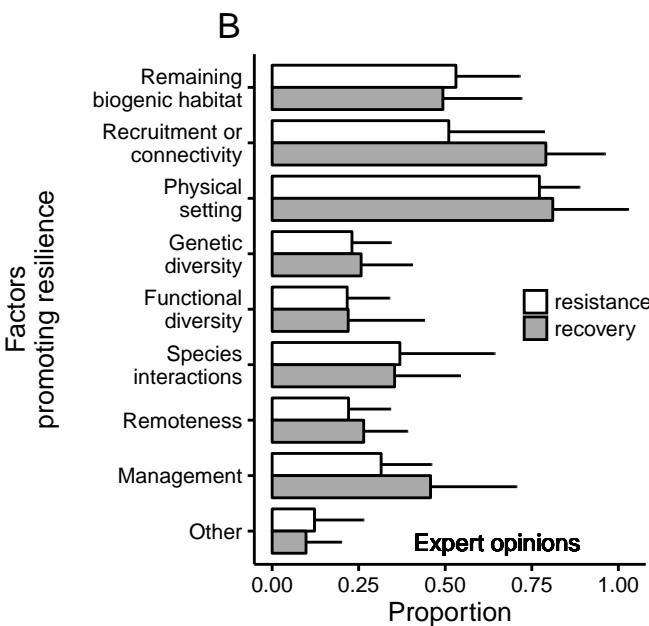 B
Factors
promoting resilience
Remaining
biogenic habitat
Recruitment or
connectivity
Physical
setting
Genetic
diversity
Functional
diversity
Species
interactions
Remoteness
Management
Other
resistance
recovery
Expert opinions
0.00 0.25 0.50 0.75 1.00
Proportion